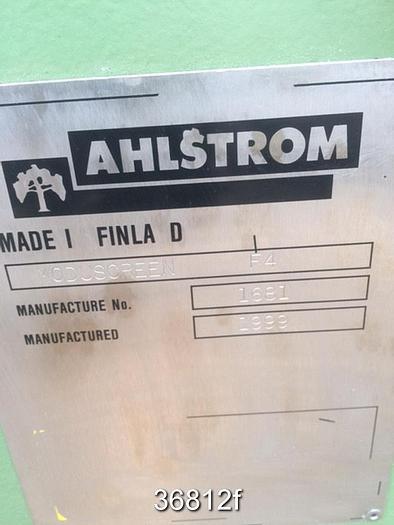 AHLSTROM
MADE I FINLA D
MODUSCREEN F4
MANUFACTURE No. 1681
MANUFACTURED 1999
36812f